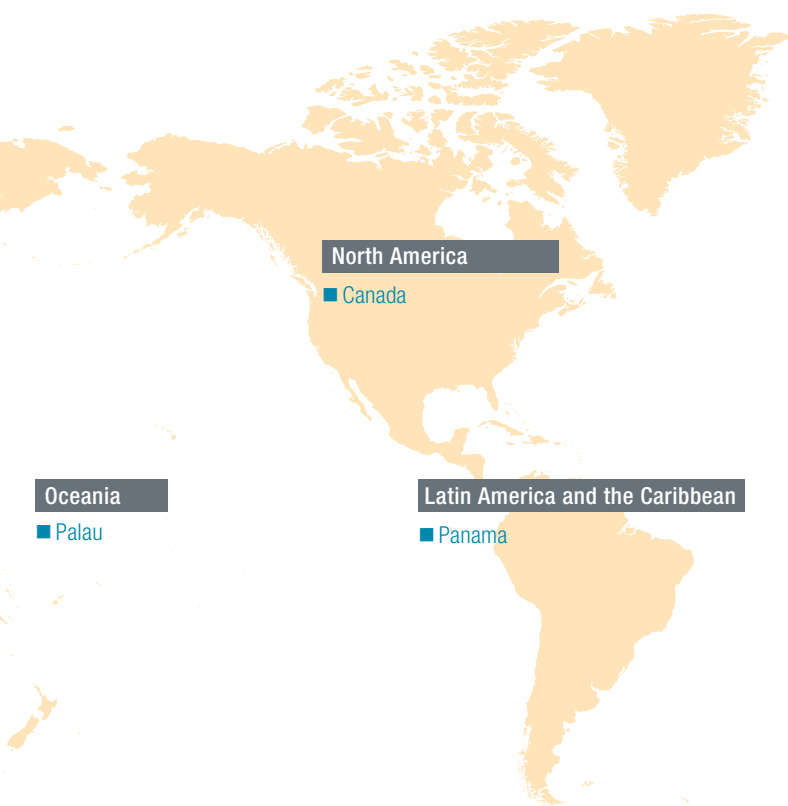 North America
Canada
Oceania
Palau
Latin America and the Caribbean
Panama